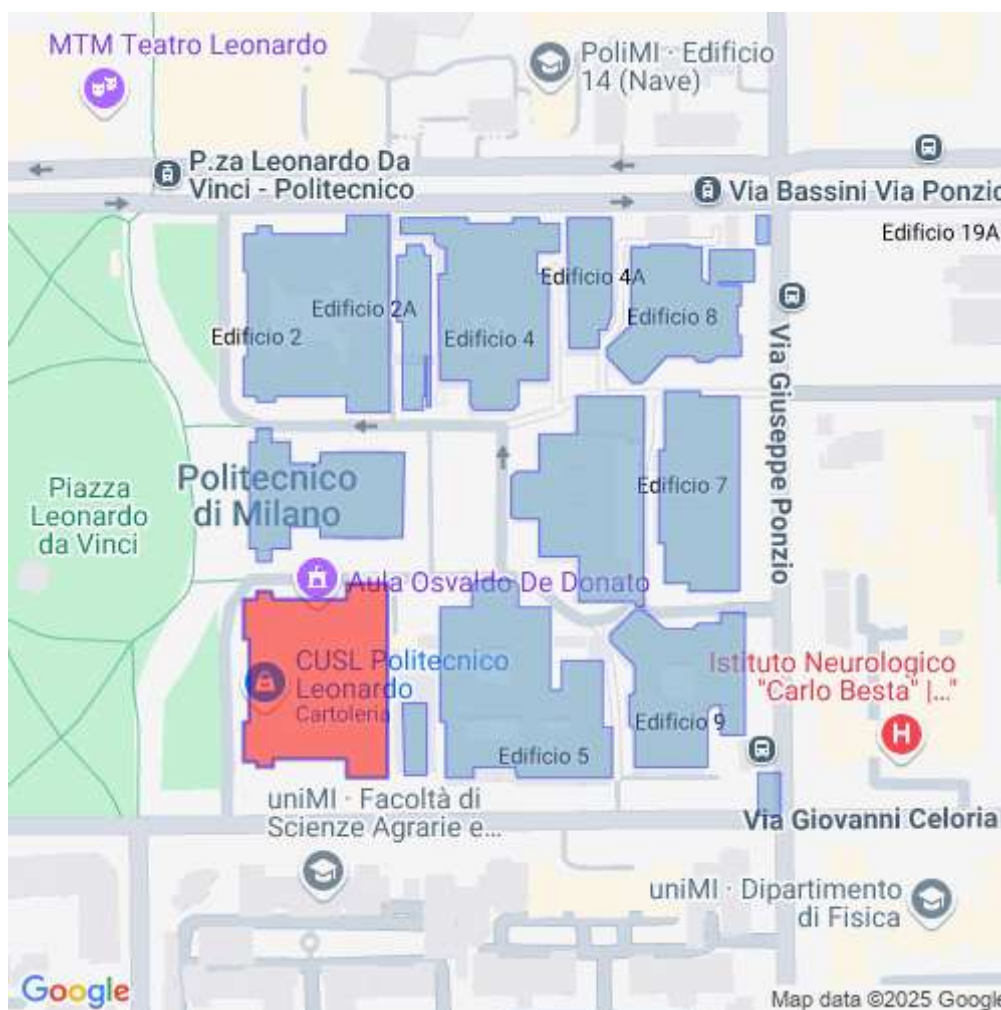 MTM Teatro Leonardo
PoliMI · Edificio
14 (Nave)
P.za Leonardo Da
Vinci - Politecnico
Via Bassini Via Ponzio
Edificio 19A
Edificio 4A
Edificio 2A
Edificio 8
Edificio 2
Edificio 4
Via Giuseppe Ponzio
Politecnico
di Milano
Edificio 7
Piazza
Leonardo
da Vinci
Aula Osvaldo De Donato
CUSL Politecnico
Leonardo
Cartoleria
Istituto Neurologico
"Carlo Besta" |..."
Edificio 9
Edificio 5
uniMI · Facoltà di
Scienze Agrarie e...
Via Giovanni Celoria
uniMI · Dipartimento
di Fisica
H
Google
Map data ©2025 Google